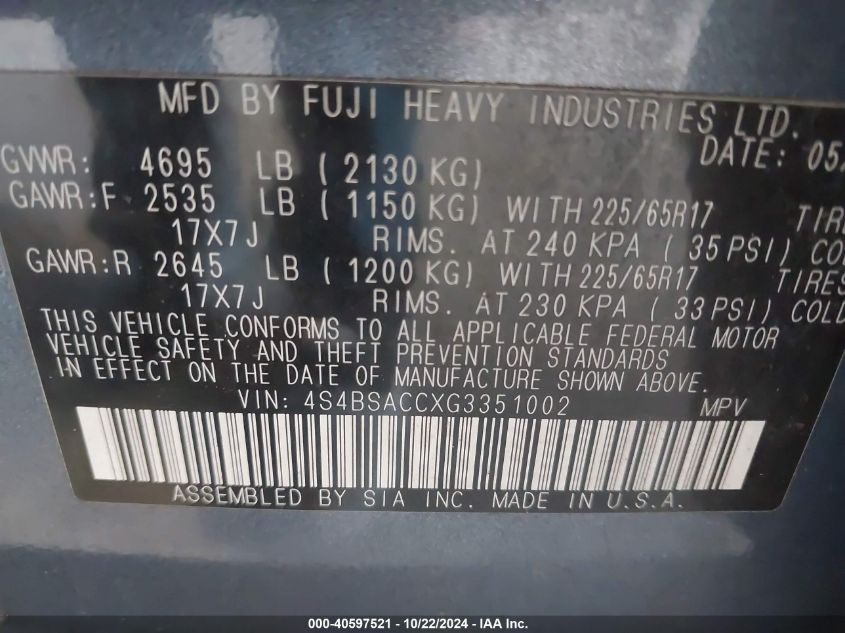 MFD BY FUJI HEAVY INDUSTRIES LTD.
DATE: 05
GVWR: 4695 LB ( 2130 KG)
GAWR:F 2535 LB ( 1150 KG) WITH 225/65R17
17X7J RIMS. AT 240 KPA ( 35 PSI)
GAWR:R 2645 LB ( 1200 KG) WITH 225/65R17 TIRES
17X7J RIMS. AT 230 KPA ( 33 PSI) COLD
THIS VEHICLE CONFORMS TO ALL APPLICABLE FEDERAL MOTOR
VEHICLE SAFETY AND THEFT PREVENTION STANDARDS
IN EFFECT ON THE DATE OF MANUFACTURE SHOWN ABOVE.
VIN: 4S4BSACCXG3351002 MPV
ASSEMBLED BY SIA INC. MADE IN U.S.A.
000-40597521 - 10/22/2024 - IAA Inc.